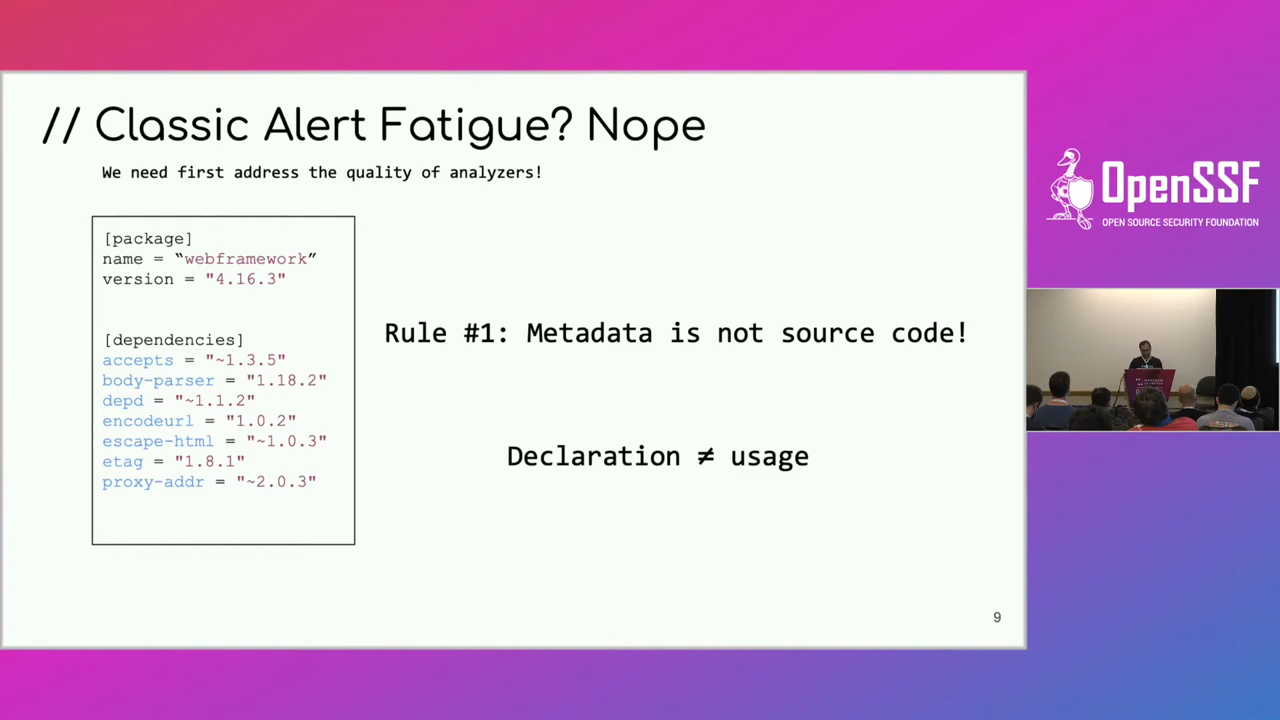 // Classic Alert Fatigue? Nope
We need first address the quality of analyzers!
[package]
name = “webframework”
version = "4.16.3"
[dependencies]
accepts = "~1.3.5"
body-parser = "1.18.2"
depd = "~1.1.2"
encodeurl = "1.0.2"
escape-html = "~1.0.3"
etag = "1.8.1"
proxy-addr = "~2.0.3"
Rule #1: Metadata is not source code!
Declaration ≠ usage
9
OpenSSF
OPEN SOURCE SECURITY FOUNDATION